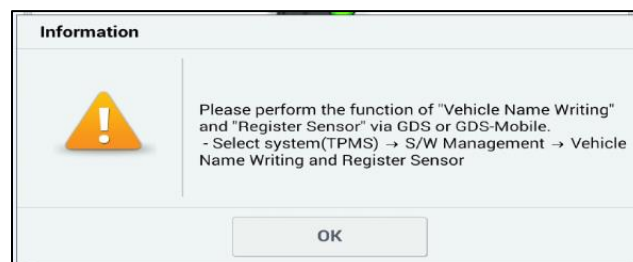 Information
Please perform the function of "Vehicle Name Writing"
and "Register Sensor" via GDS or GDS-Mobile.
- Select system(TPMS) → S/W Management → Vehicle
Name Writing and Register Sensor
OK